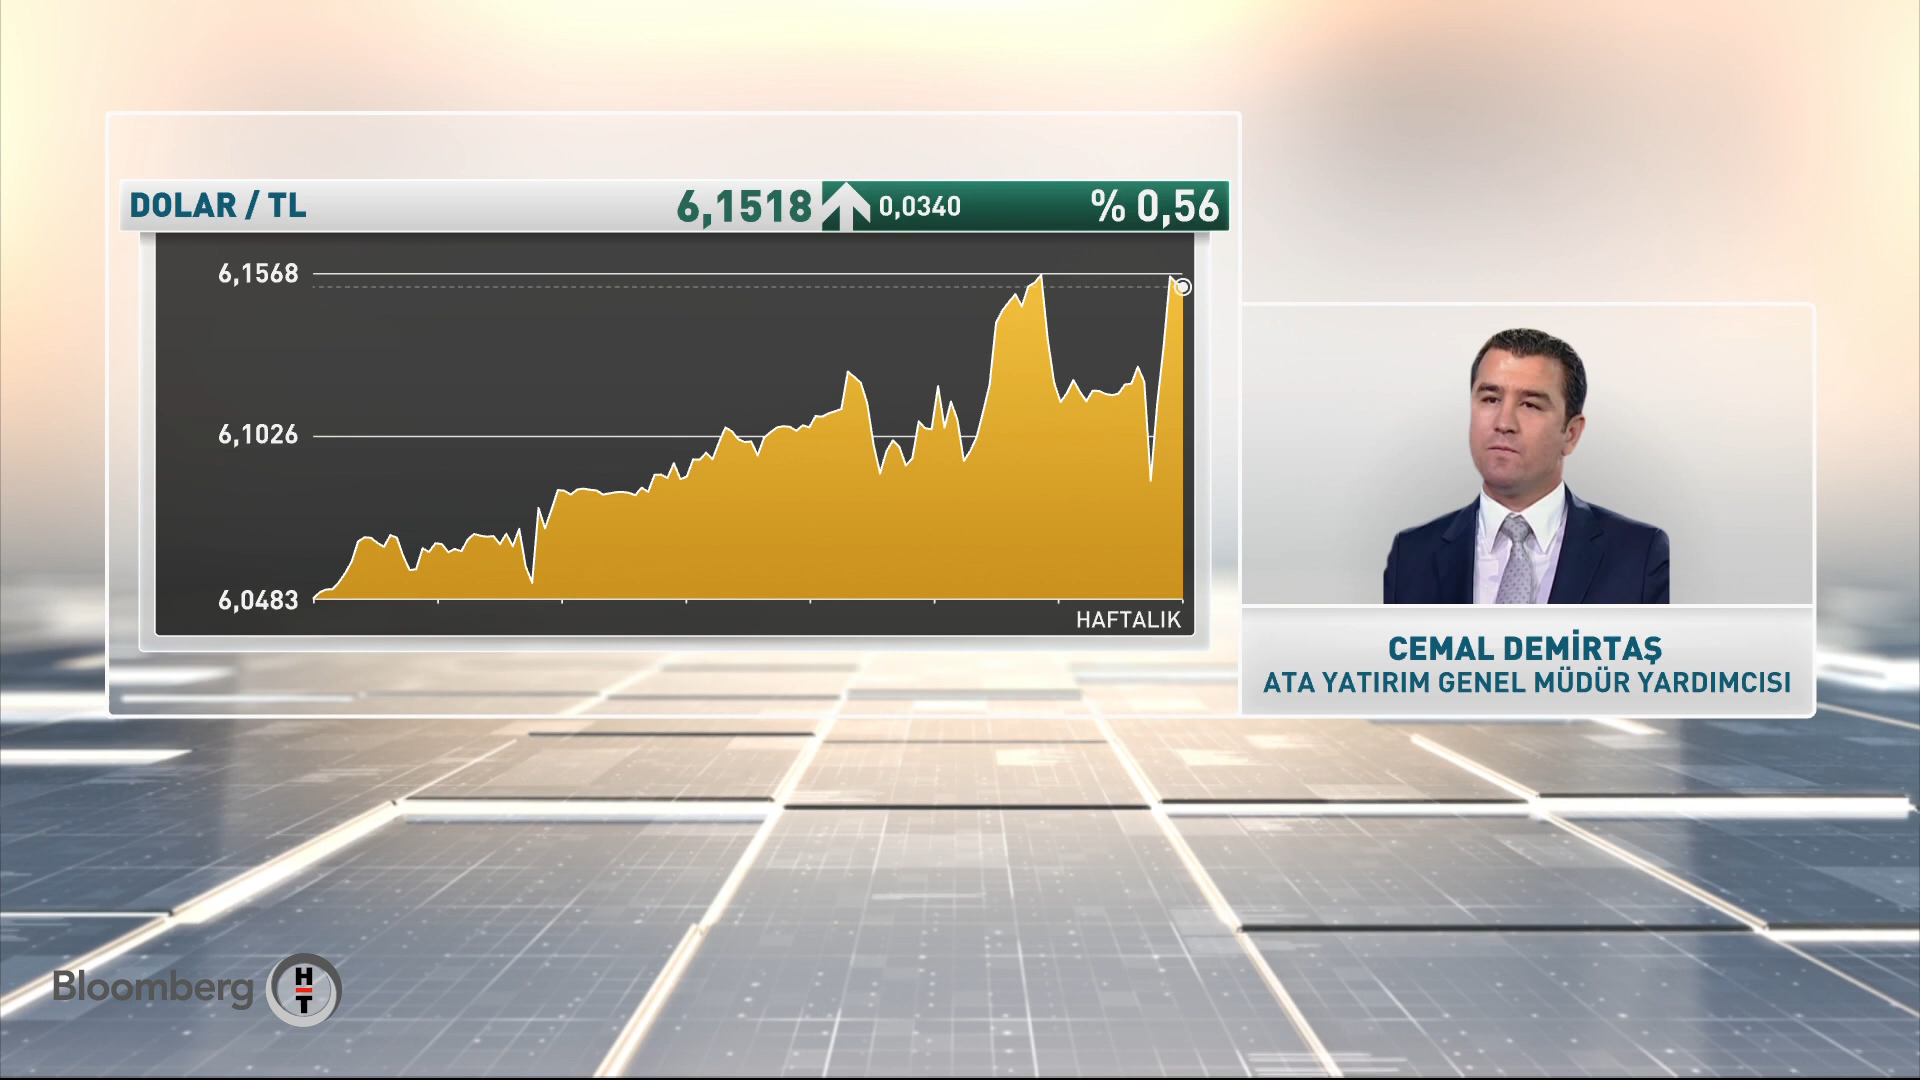 DOLAR / TL 6,1518 0,0340 % 0,56
6,1568
6,1026
6,0483
HAFTALIK
CEMAL DEMİRTAŞ
ATA YATIRIM GENEL MÜDÜR YARDIMCISI
Bloomberg HT